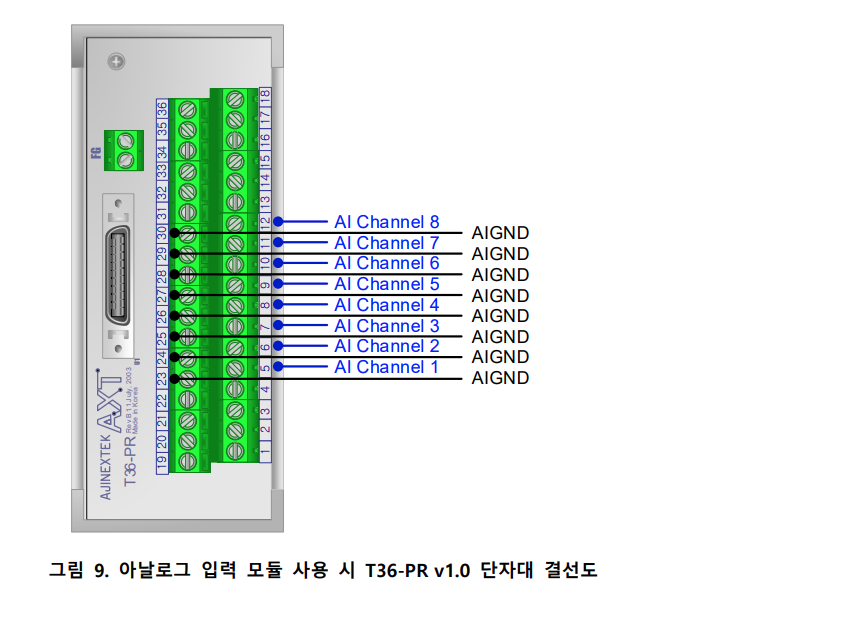 18
17
16
15
14
13
12
11
10
9
8
7
6
5
4
3
2
1
36
35
34
33
32
31
30
29
28
27
26
25
24
23
22
21
20
19
FG
AI Channel 8
AIGND
AI Channel 7
AIGND
AI Channel 6
AIGND
AI Channel 5
AIGND
AI Channel 4
AIGND
AI Channel 3
AIGND
AI Channel 2
AIGND
AI Channel 1
AIGND
AJINEXTEK
AXT
T36-PR
Rev.B 11 July, 2003
Made in Korea
그림 9. 아날로그 입력 모듈 사용 시 T36-PR v1.0 단자대 결선도